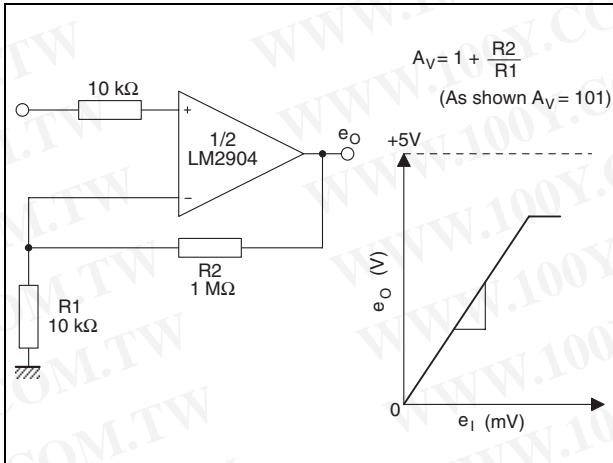 10 kΩ
+
1/2
LM2904
–
e_O
R2
1 MΩ
R1
10 kΩ
A_V = 1 + R2/R1
(As shown A_V = 101)
+5V
e_O (V)
0
e_I (mV)
WWW.100Y.COM.TW